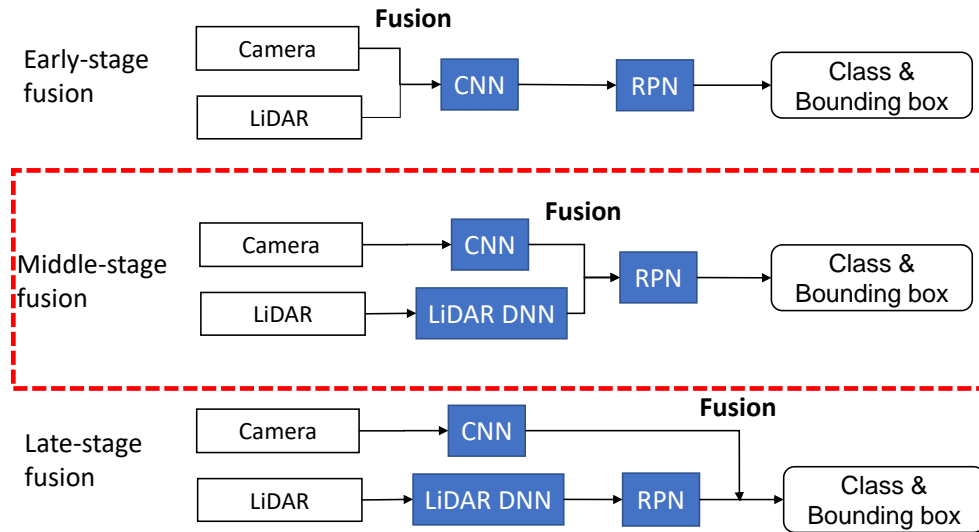 Fusion
Early-stage
fusion
Camera
LiDAR
CNN
RPN
Class &
Bounding box
Fusion
Middle-stage
fusion
Camera
CNN
LiDAR
LiDAR DNN
RPN
Class &
Bounding box
Fusion
Late-stage
fusion
Camera
CNN
LiDAR
LiDAR DNN
RPN
Class &
Bounding box